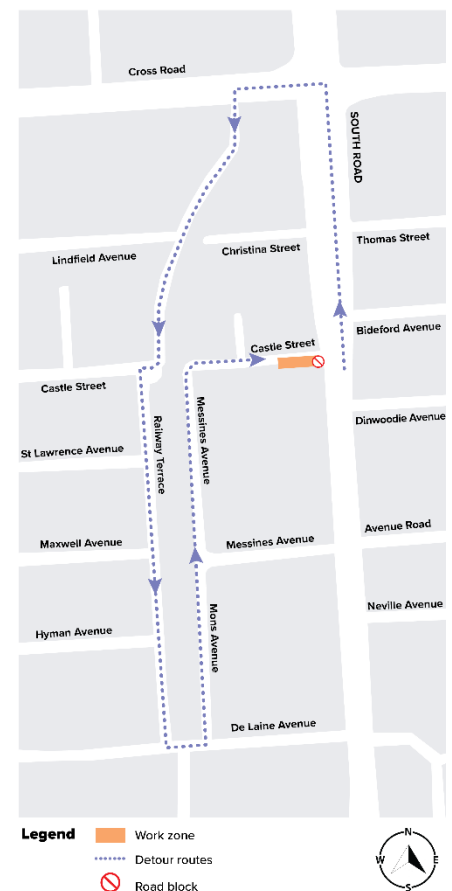 Cross Road
SOUTH ROAD
Thomas Street
Christina Street
Lindfield Avenue
Bideford Avenue
Castle Street
Castle Street
Dinwoodie Avenue
Messines Avenue
Railway Terrace
St Lawrence Avenue
Avenue Road
Messines Avenue
Maxwell Avenue
Neville Avenue
Mons Avenue
Hyman Avenue
De Laine Avenue
Legend
Work zone
Detour routes
Road block
N
W
E
S